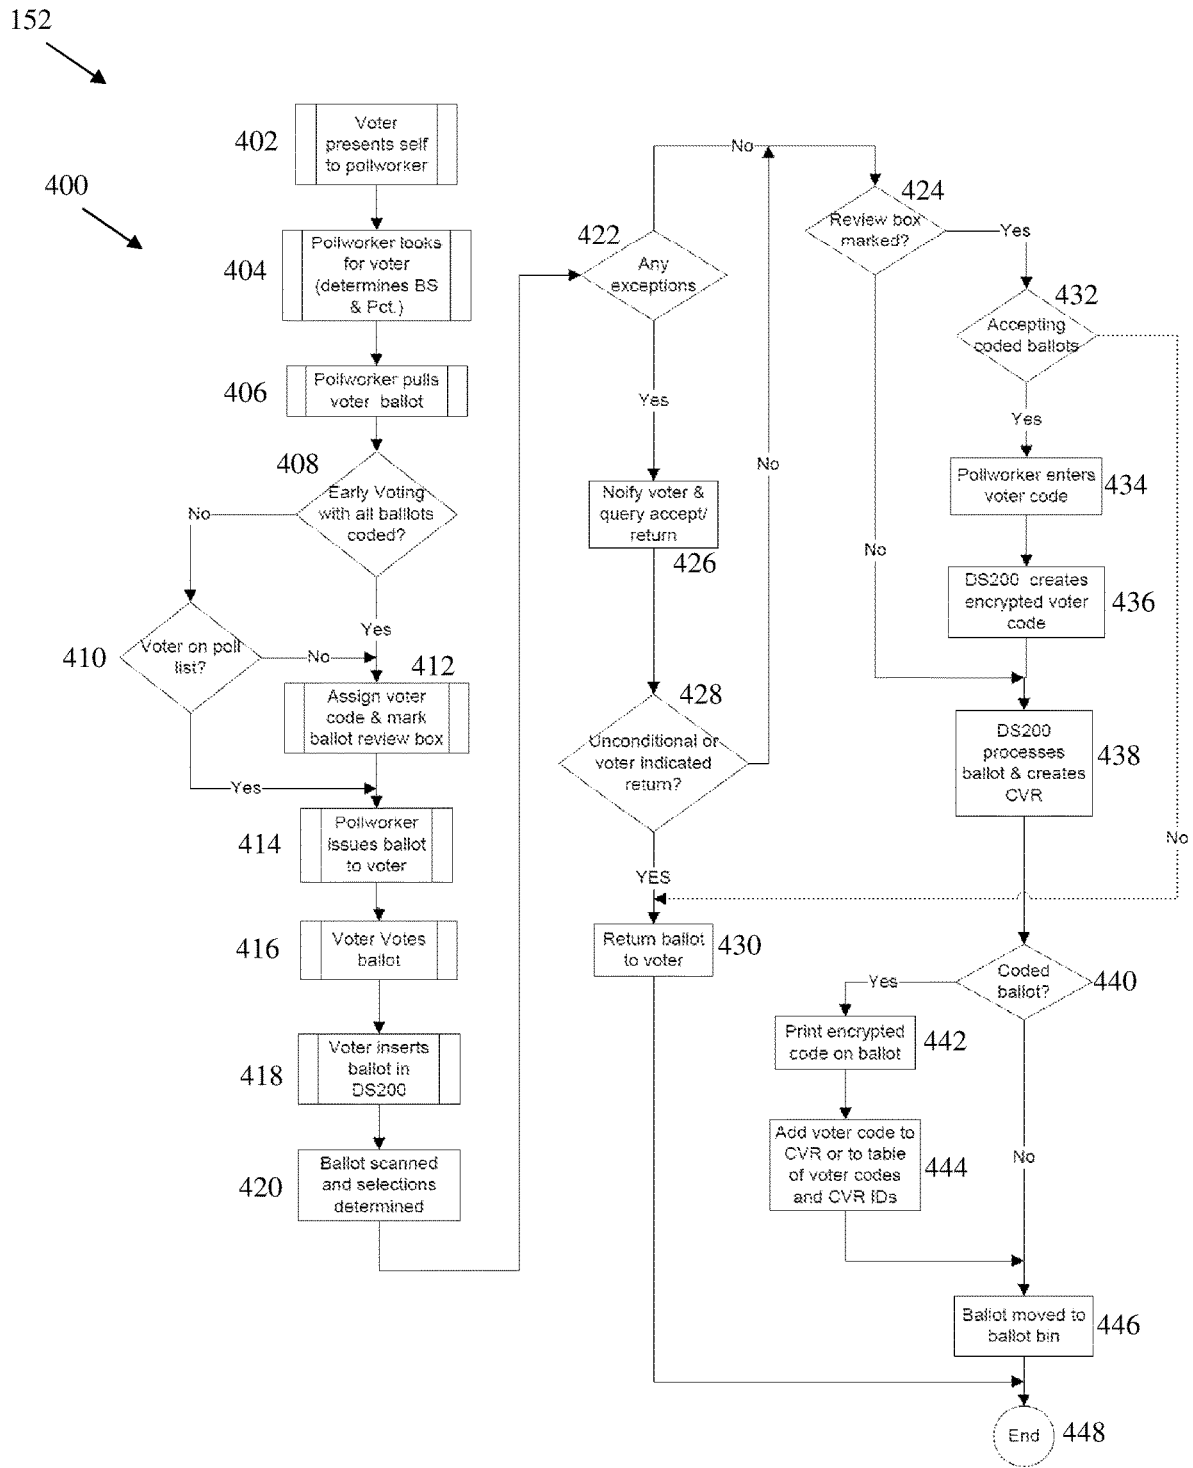 152
400
402
Voter
presents self
to pollworker
404
Pollworker looks
for voter
(determines BS
& Pct.)
406
Pollworker pulls
voter ballot
408
Early Voting
with all ballots
coded?
No
Yes
410
Voter on poll
list?
No
Yes
412
Assign voter
code & mark
ballot review box
414
Pollworker
issues ballot
to voter
416
Voter Votes
ballot
418
Voter inserts
ballot in
DS200
420
Ballot scanned
and selections
determined
422
Any
exceptions
No
Yes
Noify voter &
query accept/
return
426
428
Unconditional or
voter indicated
return?
No
YES
Return ballot
to voter
430
424
Review box
marked?
Yes
No
432
Accepting
coded ballots
Yes
No
Pollworker enters
voter code
434
DS200 creates
encrypted voter
code
436
DS200
processes
ballot & creates
CVR
438
Coded
ballot?
440
Yes
No
Print encrypted
code on ballot
442
Add voter code to
CVR or to table
of voter codes
and CVR IDs
444
Ballot moved to
ballot bin
446
End
448